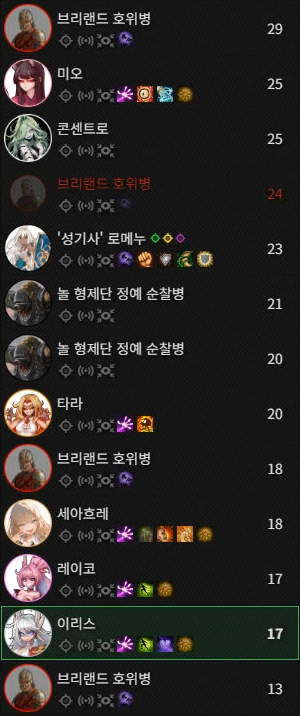 브리랜드 호위병
29
미오
25
콘센트로
25
브리랜드 호위병
24
'성기사' 로메누
23
놀 형제단 정예 순찰병
21
놀 형제단 정예 순찰병
20
타라
20
브리랜드 호위병
18
세아흐레
18
레이코
17
이리스
17
브리랜드 호위병
13